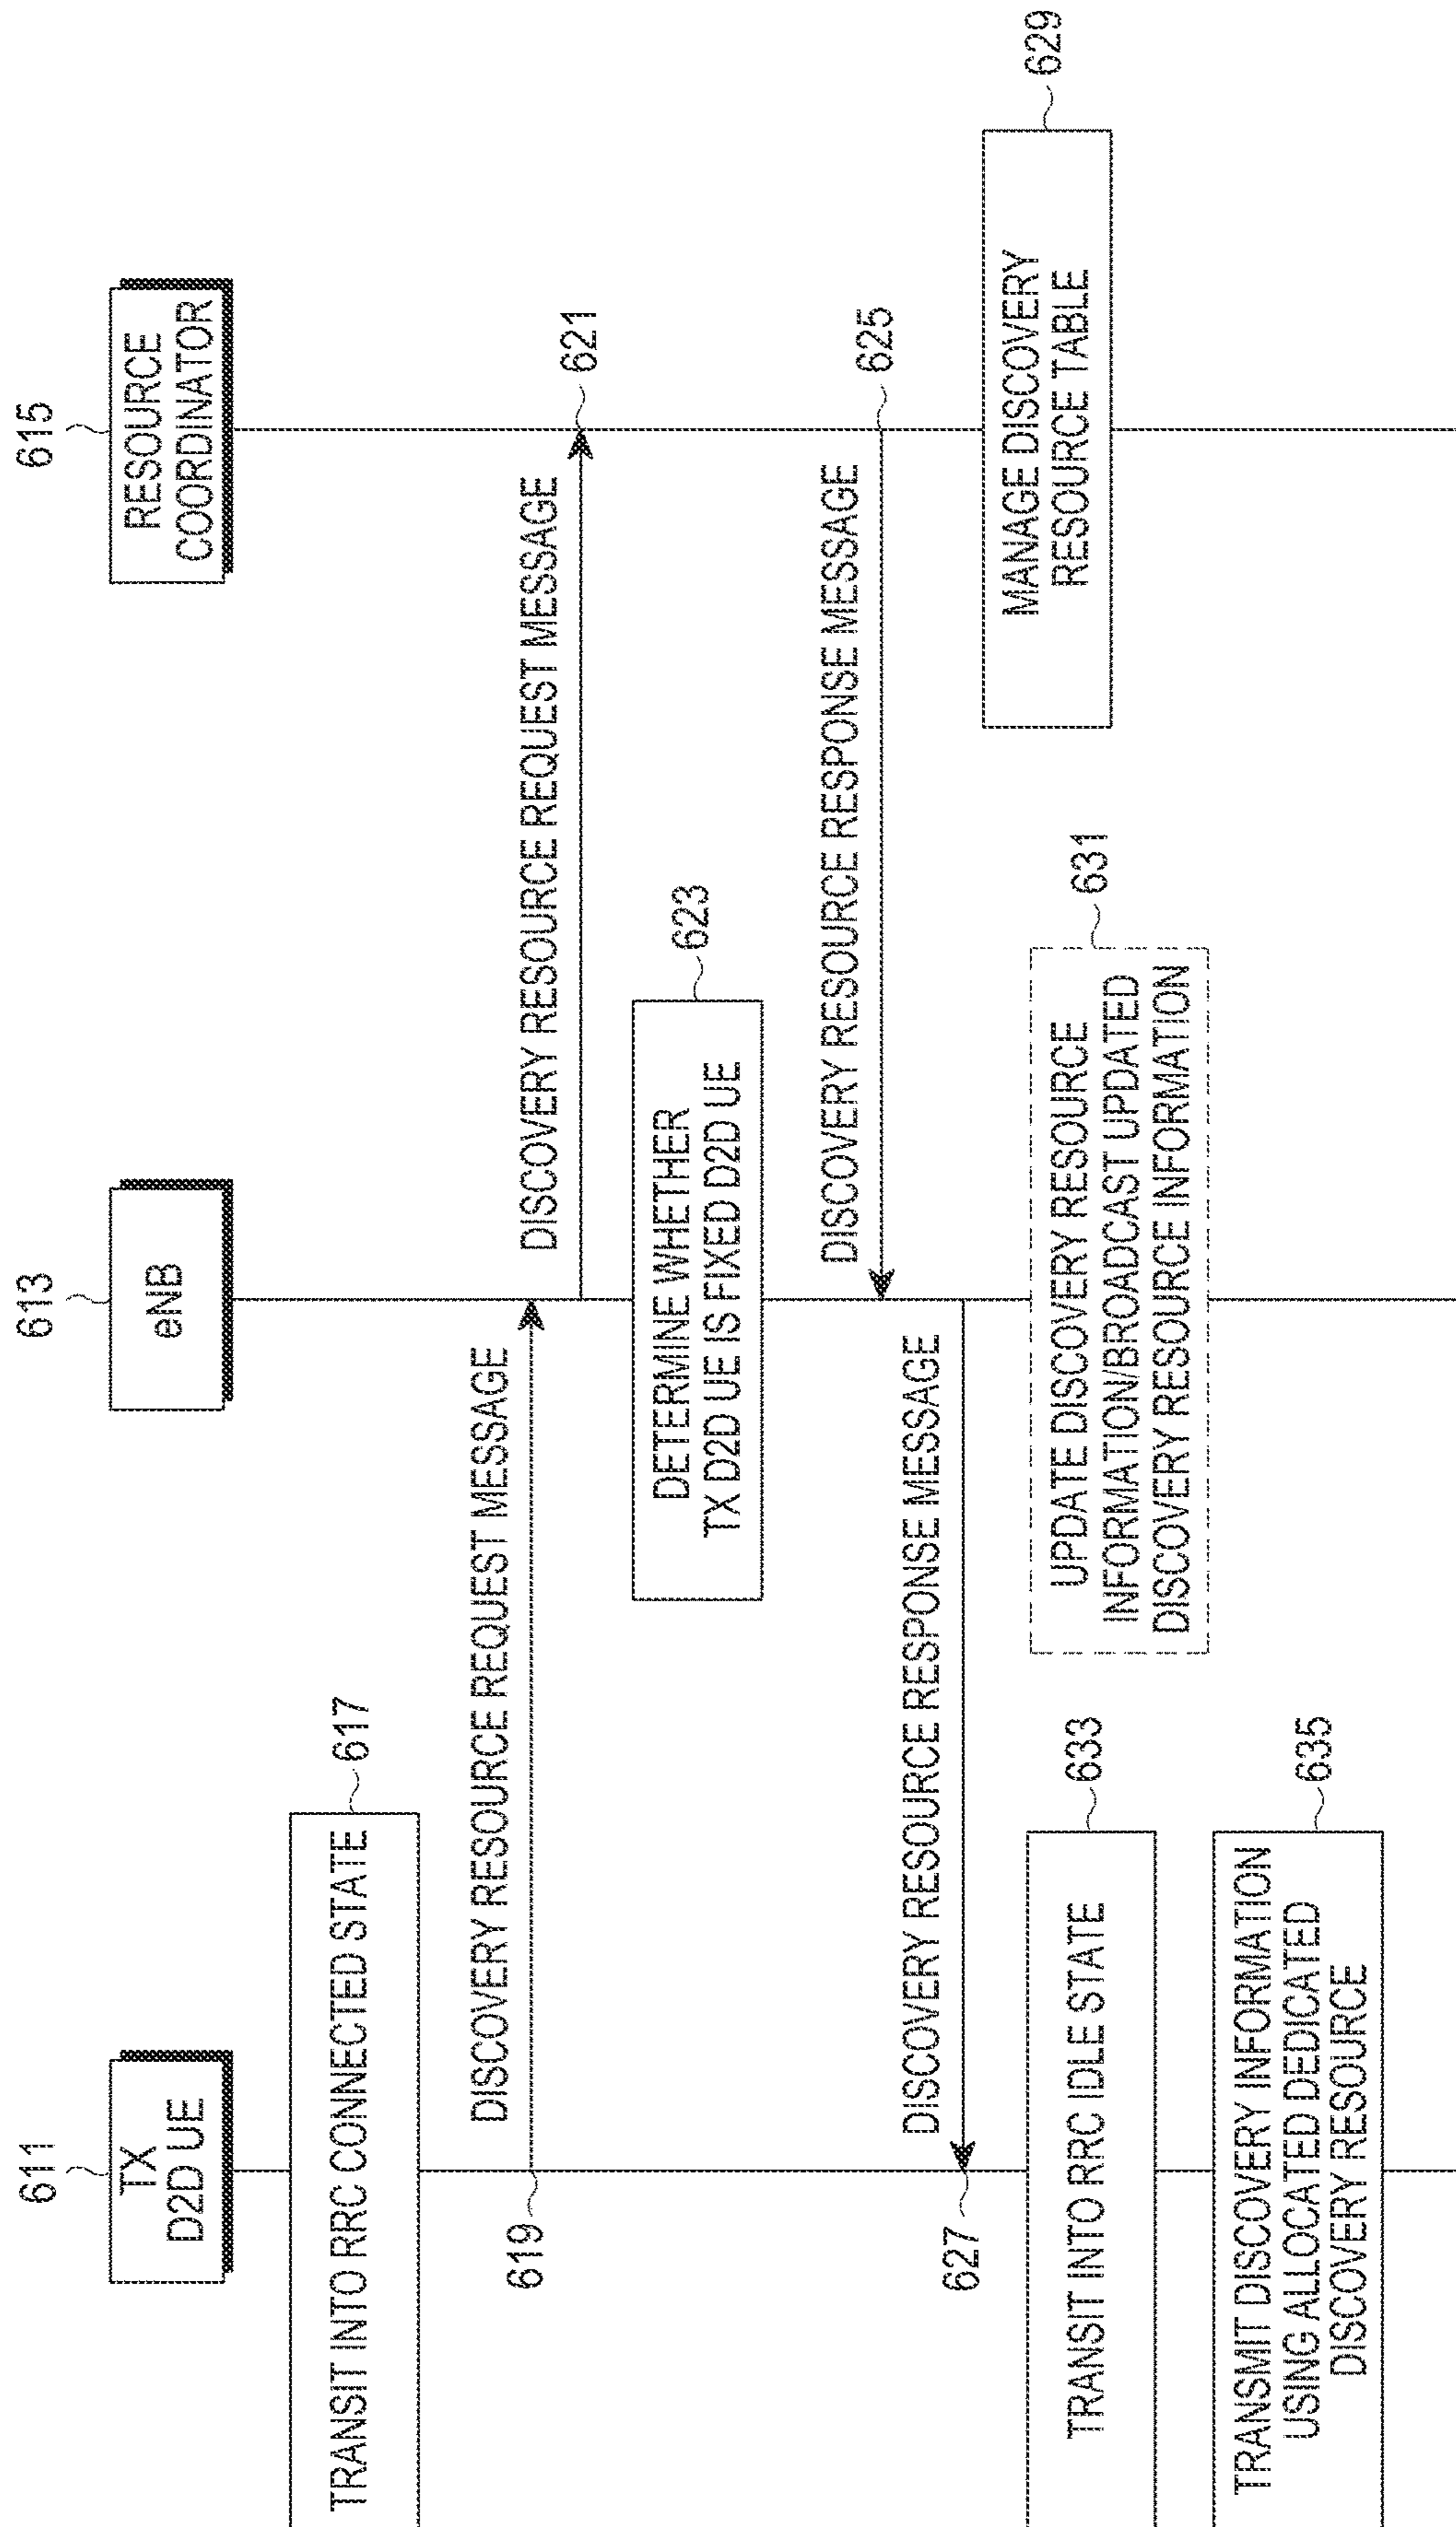 611
TX
D2D UE
613
eNB
615
RESOURCE
COORDINATOR
TRANSIT INTO RRC CONNECTED STATE
617
DISCOVERY RESOURCE REQUEST MESSAGE
619
DISCOVERY RESOURCE REQUEST MESSAGE
621
DETERMINE WHETHER
TX D2D UE IS FIXED D2D UE
623
DISCOVERY RESOURCE RESPONSE MESSAGE
625
DISCOVERY RESOURCE RESPONSE MESSAGE
627
MANAGE DISCOVERY
RESOURCE TABLE
629
UPDATE DISCOVERY RESOURCE
INFORMATION/BROADCAST UPDATED
DISCOVERY RESOURCE INFORMATION
631
TRANSIT INTO RRC IDLE STATE
633
TRANSMIT DISCOVERY INFORMATION
USING ALLOCATED DEDICATED
DISCOVERY RESOURCE
635